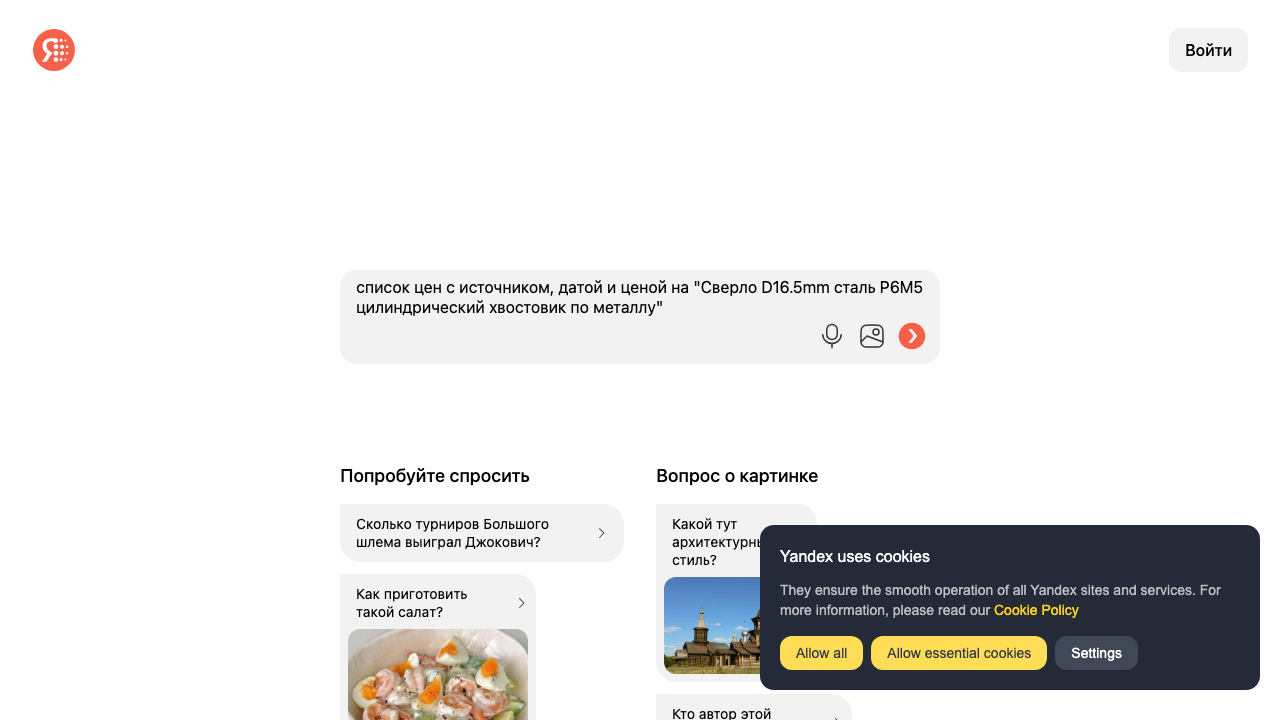 Я
Войти
список цен с источником, датой и ценой на "Сверло D16.5mm сталь Р6М5
цилиндрический хвостовик по металлу"
Попробуйте спросить
Вопрос о картинке
Сколько турниров Большого
шлема выиграл Джокович?
Какой тут
стиль?
Как приготовить
такой салат?
Кто автор этой
Yandex uses cookies
They ensure the smooth operation of all Yandex sites and services. For
more information, please read our Cookie Policy
Allow all
Allow essential cookies
Settings